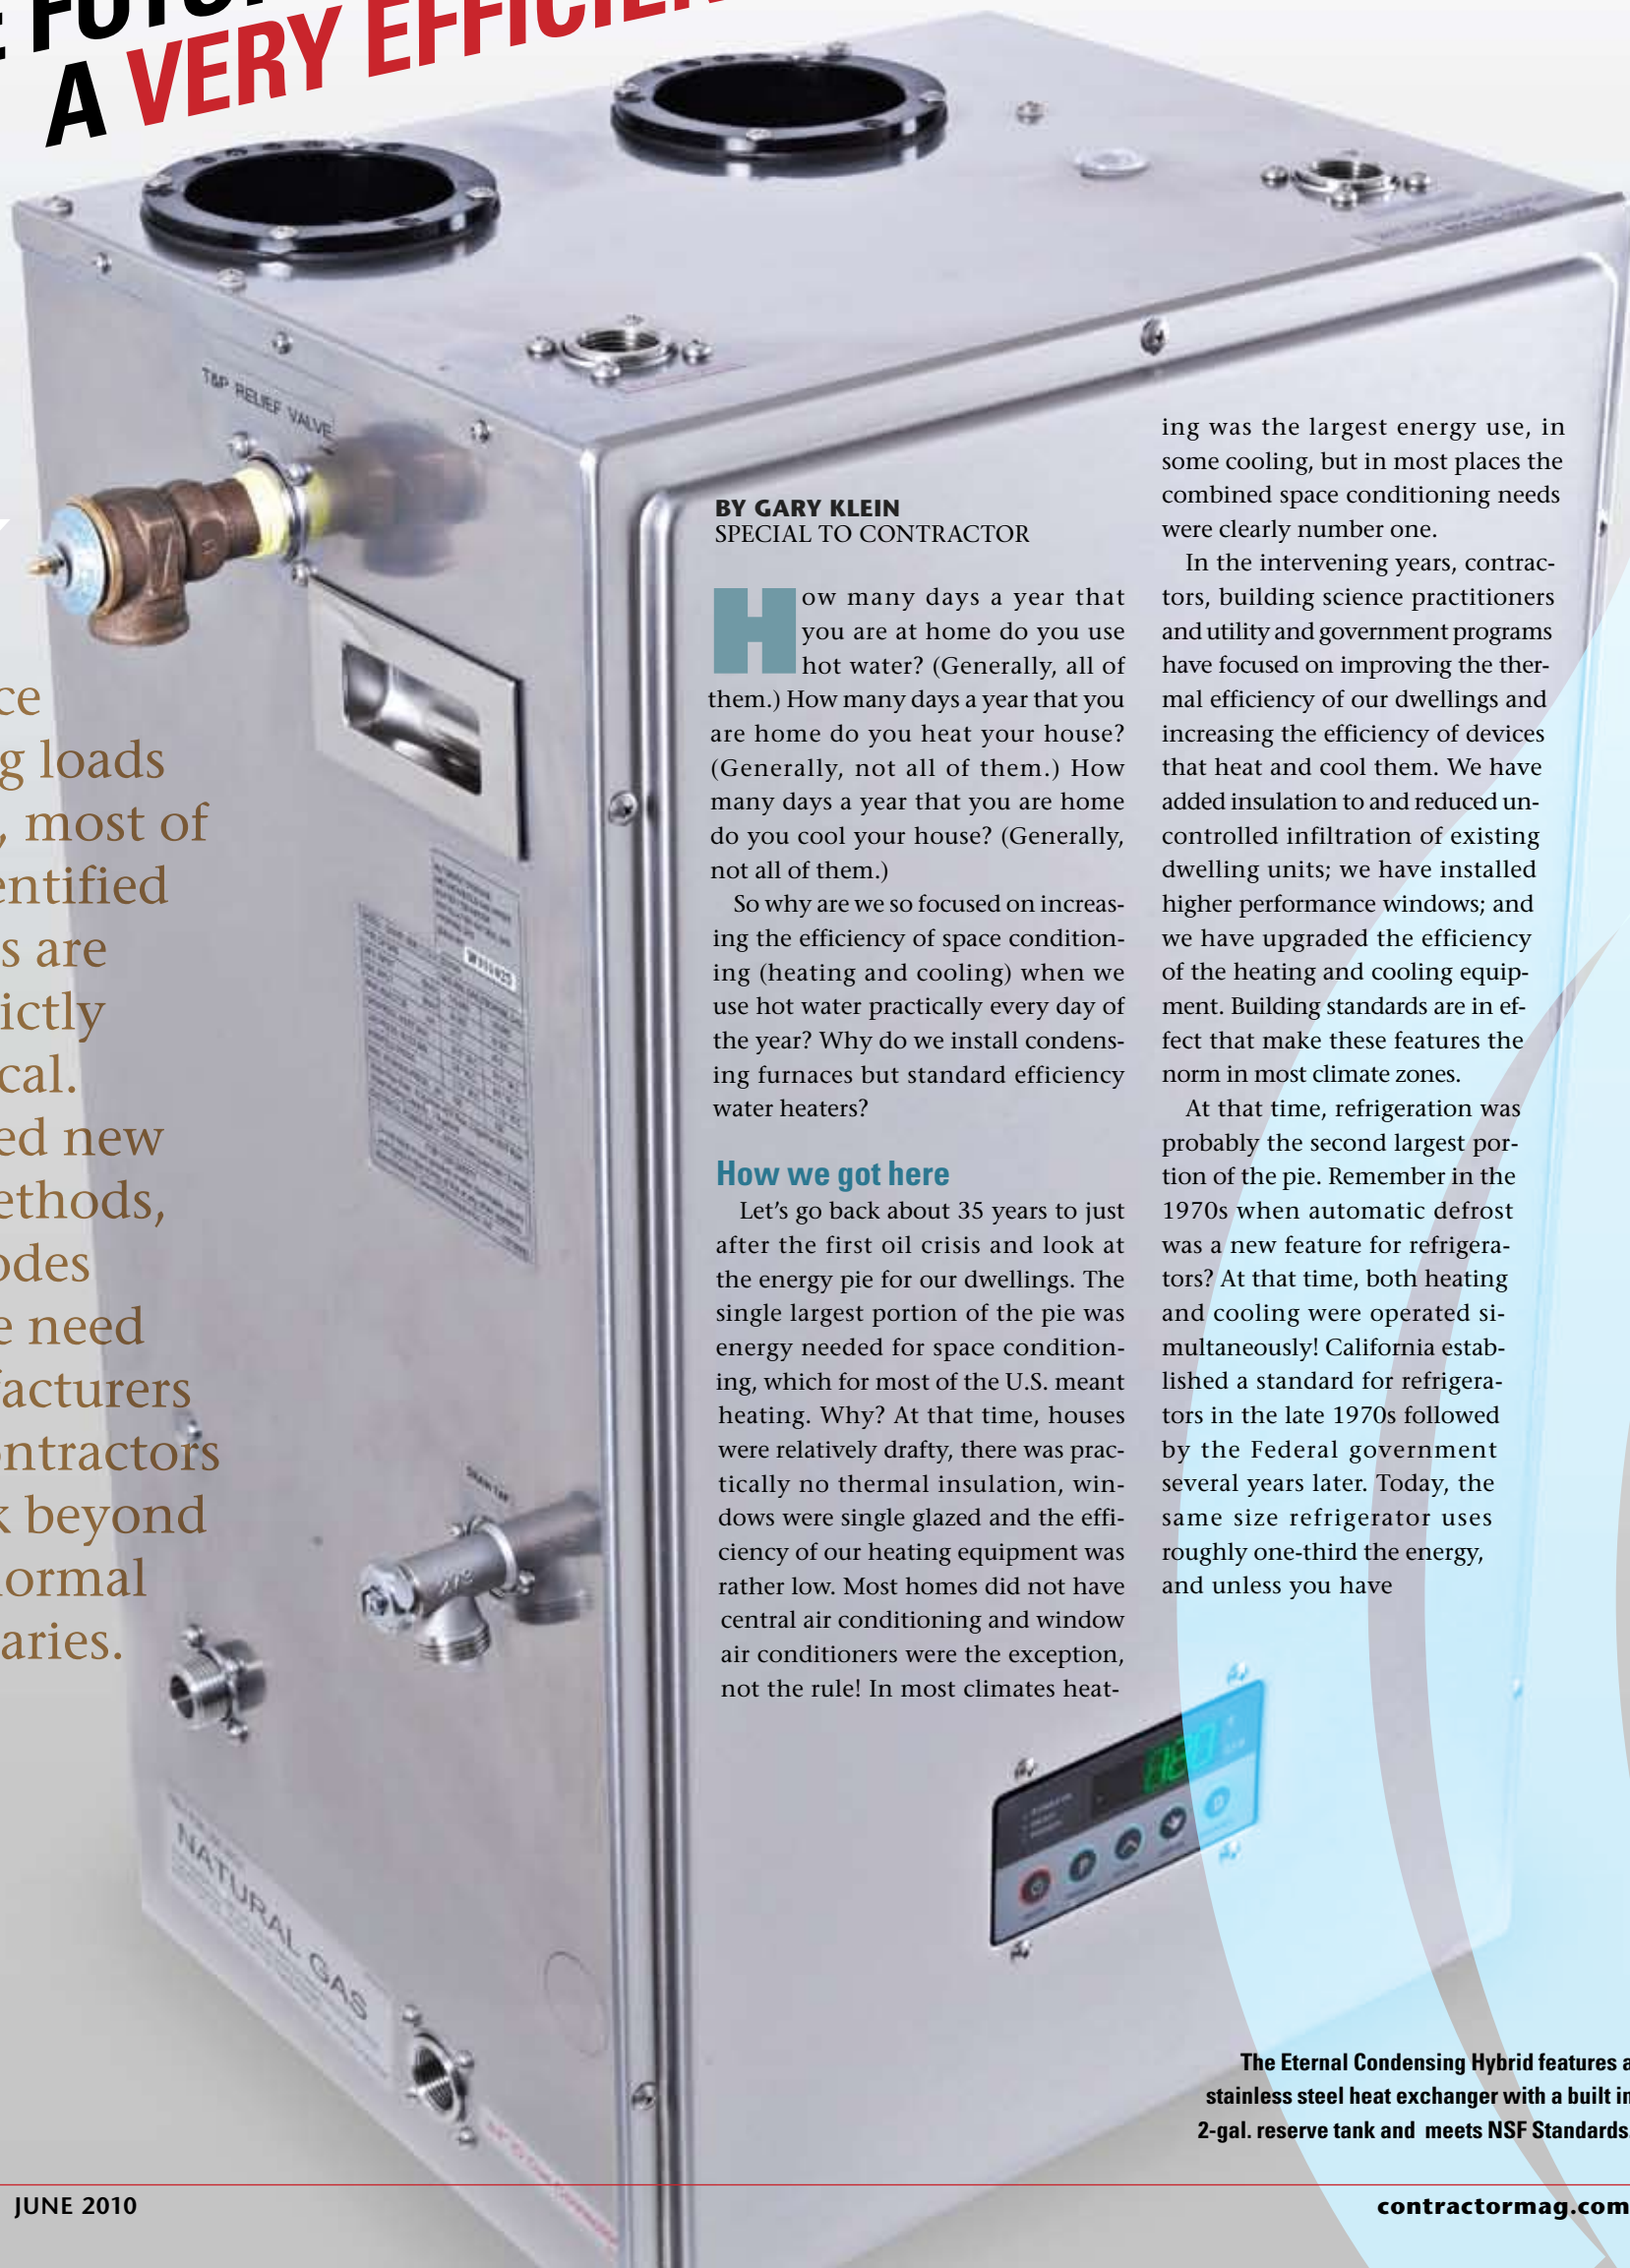 FUTU
A VERY EFFICIEN
T&P RELIEF VALVE
ce
g loads
, most of
entified
s are
ictly
cal.
ed new
ethods,
odes
e need
facturers
ontractors
k beyond
ormal
aries.
BY GARY KLEIN
SPECIAL TO CONTRACTOR
How many days a year that
you are at home do you use
hot water? (Generally, all of
them.) How many days a year that you
are home do you heat your house?
(Generally, not all of them.) How
many days a year that you are home
do you cool your house? (Generally,
not all of them.)
So why are we so focused on increas-
ing the efficiency of space condition-
ing (heating and cooling) when we
use hot water practically every day of
the year? Why do we install condens-
ing furnaces but standard efficiency
water heaters?
How we got here
Let's go back about 35 years to just
after the first oil crisis and look at
the energy pie for our dwellings. The
single largest portion of the pie was
energy needed for space condition-
ing, which for most of the U.S. meant
heating. Why? At that time, houses
were relatively drafty, there was prac-
tically no thermal insulation, win-
dows were single glazed and the effi-
ciency of our heating equipment was
rather low. Most homes did not have
central air conditioning and window
air conditioners were the exception,
not the rule! In most climates heat-
ing was the largest energy use, in
some cooling, but in most places the
combined space conditioning needs
were clearly number one.
In the intervening years, contrac-
tors, building science practitioners
and utility and government programs
have focused on improving the ther-
mal efficiency of our dwellings and
increasing the efficiency of devices
that heat and cool them. We have
added insulation to and reduced un-
controlled infiltration of existing
dwelling units; we have installed
higher performance windows; and
we have upgraded the efficiency
of the heating and cooling equip-
ment. Building standards are in ef-
fect that make these features the
norm in most climate zones.
At that time, refrigeration was
probably the second largest por-
tion of the pie. Remember in the
1970s when automatic defrost
was a new feature for refrigera-
tors? At that time, both heating
and cooling were operated si-
multaneously! California estab-
lished a standard for refrigera-
tors in the late 1970s followed
by the Federal government
several years later. Today, the
same size refrigerator uses
roughly one-third the energy,
and unless you have
DRAIN TAP
NATURAL GAS
120
The Eternal Condensing Hybrid features a
stainless steel heat exchanger with a built in
2-gal. reserve tank and meets NSF Standards.
JUNE 2010
contractormag.com